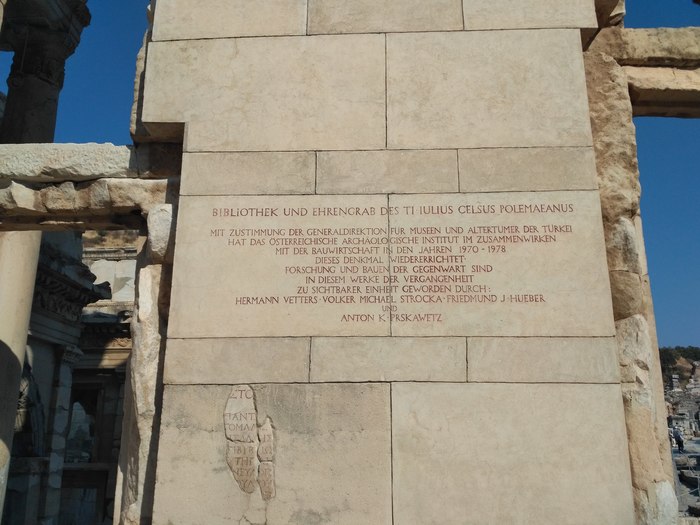 BIBLIOTHEK UND EHRENGRAB DES TI IULIUS CELSUS POLEMAEANUS
MIT ZUSTIMMUNG DER GENERALDIREKTION FÜR MUSEEN UND ALTERTÜMER DER TÜRKEI
HAT DAS ÖSTERREICHISCHE ARCHÄOLOGISCHE INSTITUT IM ZUSAMMENWIRKEN
MIT DER BAUWIRTSCHAFT IN DEN JAHREN 1970-1978
DIESES DENKMAL WIEDERERRICHTET·
FORSCHUNG UND BAUEN DER GEGENWART SIND
IN DIESEM WERKE DER VERGANGENHEIT
ZU SICHTBARER EINHEIT GEWORDEN DURCH:
HERMANN VETTERS·VOLKER MICHAEL STROCKA·FRIEDMUND J·HUEBER
UND
ANTON K·PRSKAWETZ